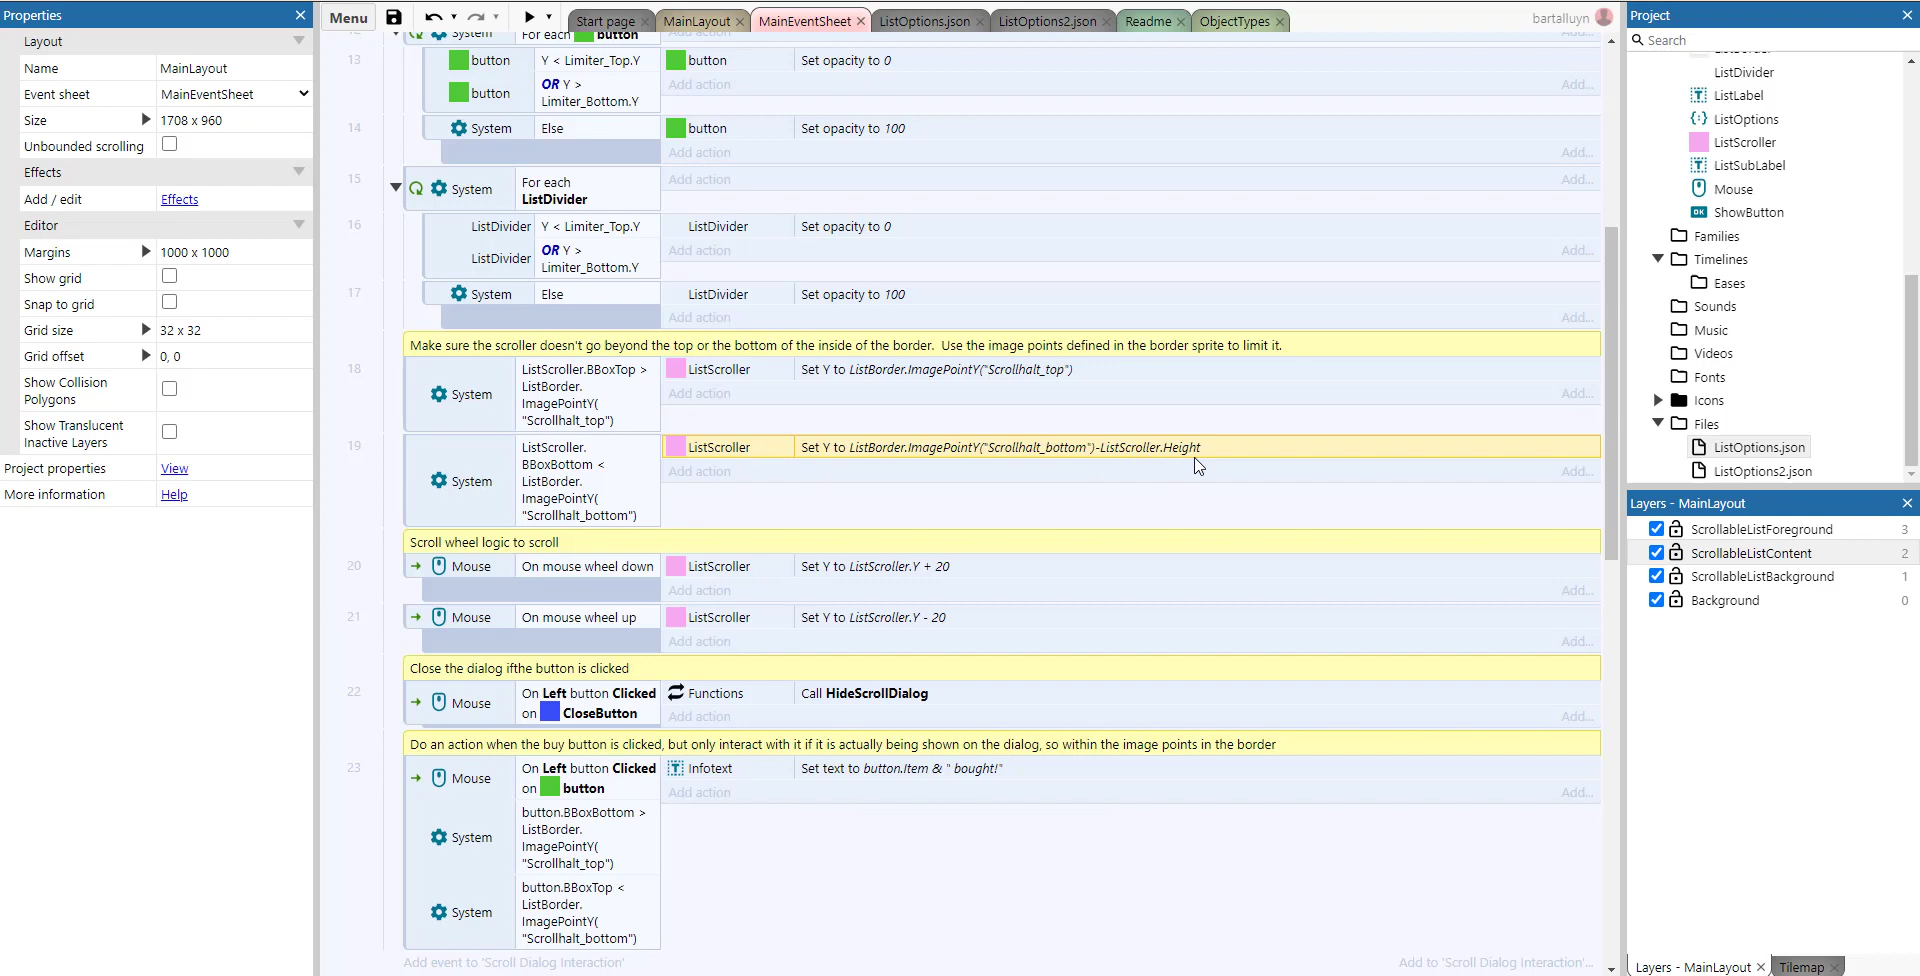 Properties
Layout
Name MainLayout
Event sheet MainEventSheet
Size 1708 x 960
Unbounded scrolling
Effects
Add / edit Effects
Editor
Margins 1000 x 1000
Show grid
Snap to grid
Grid size 32 x 32
Grid offset 0, 0
Show Collision
Polygons
Show Translucent
Inactive Layers
Project properties View
More information Help
Menu
Start page
MainLayout
MainEventSheet
ListOptions.json
ListOptions2.json
Readme
ObjectTypes
bartalluyn
12 System For each button Add action Add...
13 button Y < Limiter_Top.Y button Set opacity to 0
button OR Y > Add action Add...
Limiter_Bottom.Y
14 System Else button Set opacity to 100
Add action Add...
15 System For each Add action Add...
ListDivider
16 ListDivider Y < Limiter_Top.Y ListDivider Set opacity to 0
ListDivider OR Y > Add action Add...
Limiter_Bottom.Y
17 System Else ListDivider Set opacity to 100
Add action Add...
Make sure the scroller doesn't go beyond the top or the bottom of the inside of the border. Use the image points defined in the border sprite to limit it.
18 System ListScroller.BBoxTop > ListScroller Set Y to ListBorder.ImagePointY("Scrollhalt_top")
ListBorder. Add action Add...
ImagePointY(
"Scrollhalt_top")
19 System ListScroller. ListScroller Set Y to ListBorder.ImagePointY("Scrollhalt_bottom")-ListScroller.Height
BBoxBottom < Add action Add...
ListBorder.
ImagePointY(
"Scrollhalt_bottom")
Scroll wheel logic to scroll
20 Mouse On mouse wheel down ListScroller Set Y to ListScroller.Y + 20
Add action Add...
21 Mouse On mouse wheel up ListScroller Set Y to ListScroller.Y - 20
Add action Add...
Close the dialog ifthe button is clicked
22 Mouse On Left button Clicked Functions Call HideScrollDialog
on CloseButton Add action Add...
Do an action when the buy button is clicked, but only interact with it if it is actually being shown on the dialog, so within the image points in the border
23 Mouse On Left button Clicked Infotext Set text to button.Item & " bought!"
on button Add action Add...
System button.BBoxBottom >
ListBorder.
ImagePointY(
"Scrollhalt_top")
System button.BBoxTop <
ListBorder.
ImagePointY(
"Scrollhalt_bottom")
Add event to 'Scroll Dialog Interaction' Add to 'Scroll Dialog Interaction'...
Project
Search
ListBorder
ListDivider
ListLabel
ListOptions
ListScroller
ListSubLabel
Mouse
ShowButton
Families
Timelines
Eases
Sounds
Music
Videos
Fonts
Icons
Files
ListOptions.json
ListOptions2.json
Layers - MainLayout
ScrollableListForeground 3
ScrollableListContent 2
ScrollableListBackground 1
Background 0
Layers - MainLayout
Tilemap